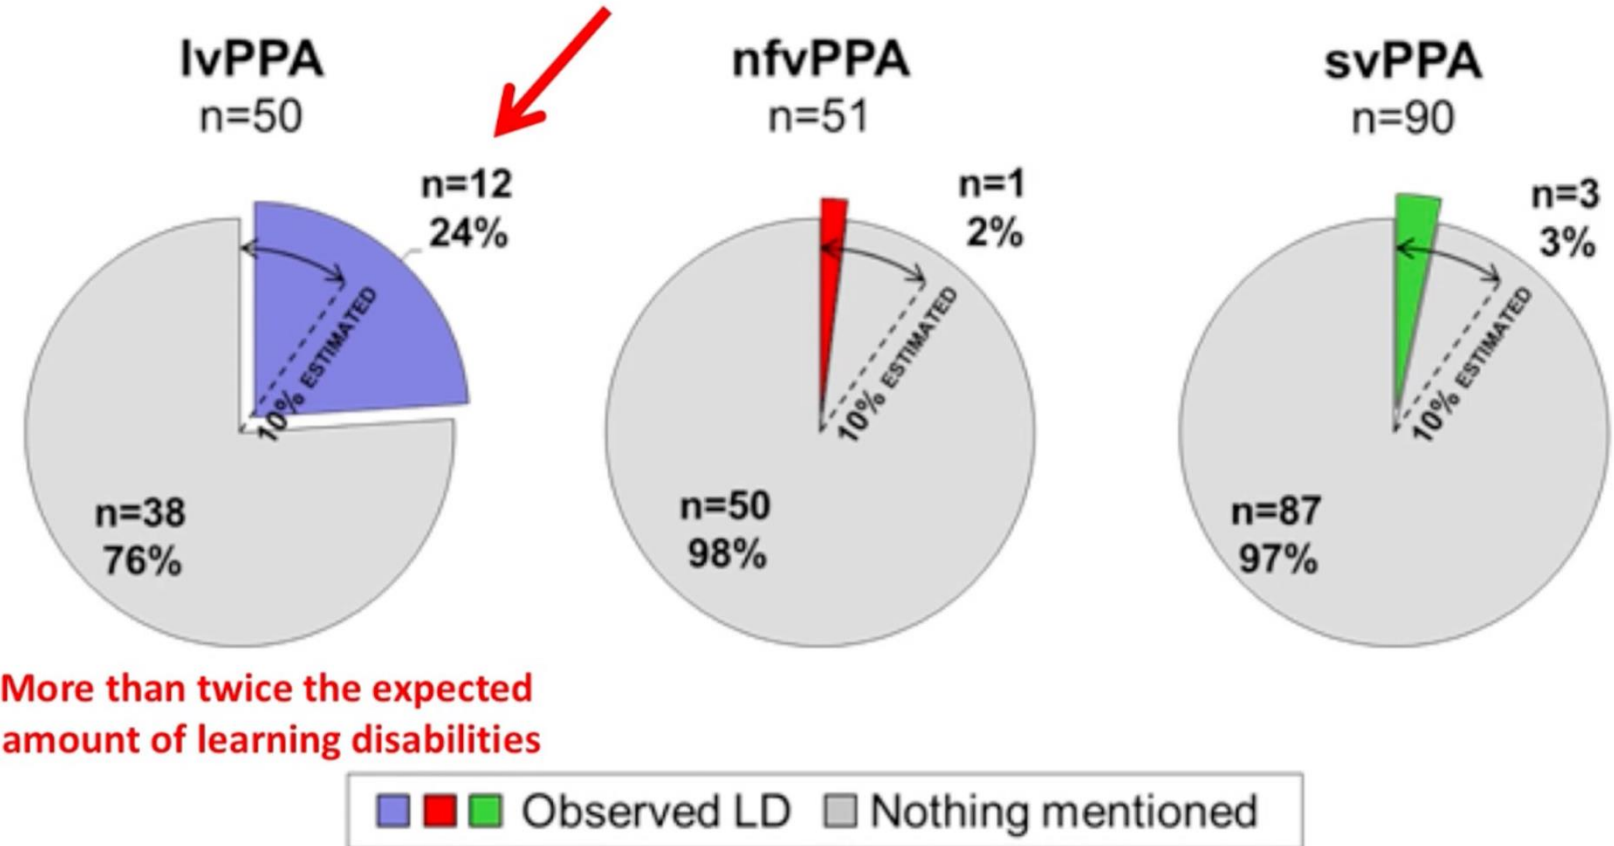 lvPPA
n=50
n=12
24%
10% ESTIMATED
n=38
76%
More than twice the expected
amount of learning disabilities
nfvPPA
n=51
n=1
2%
10% ESTIMATED
n=50
98%
svPPA
n=90
n=3
3%
10% ESTIMATED
n=87
97%
Observed LD Nothing mentioned